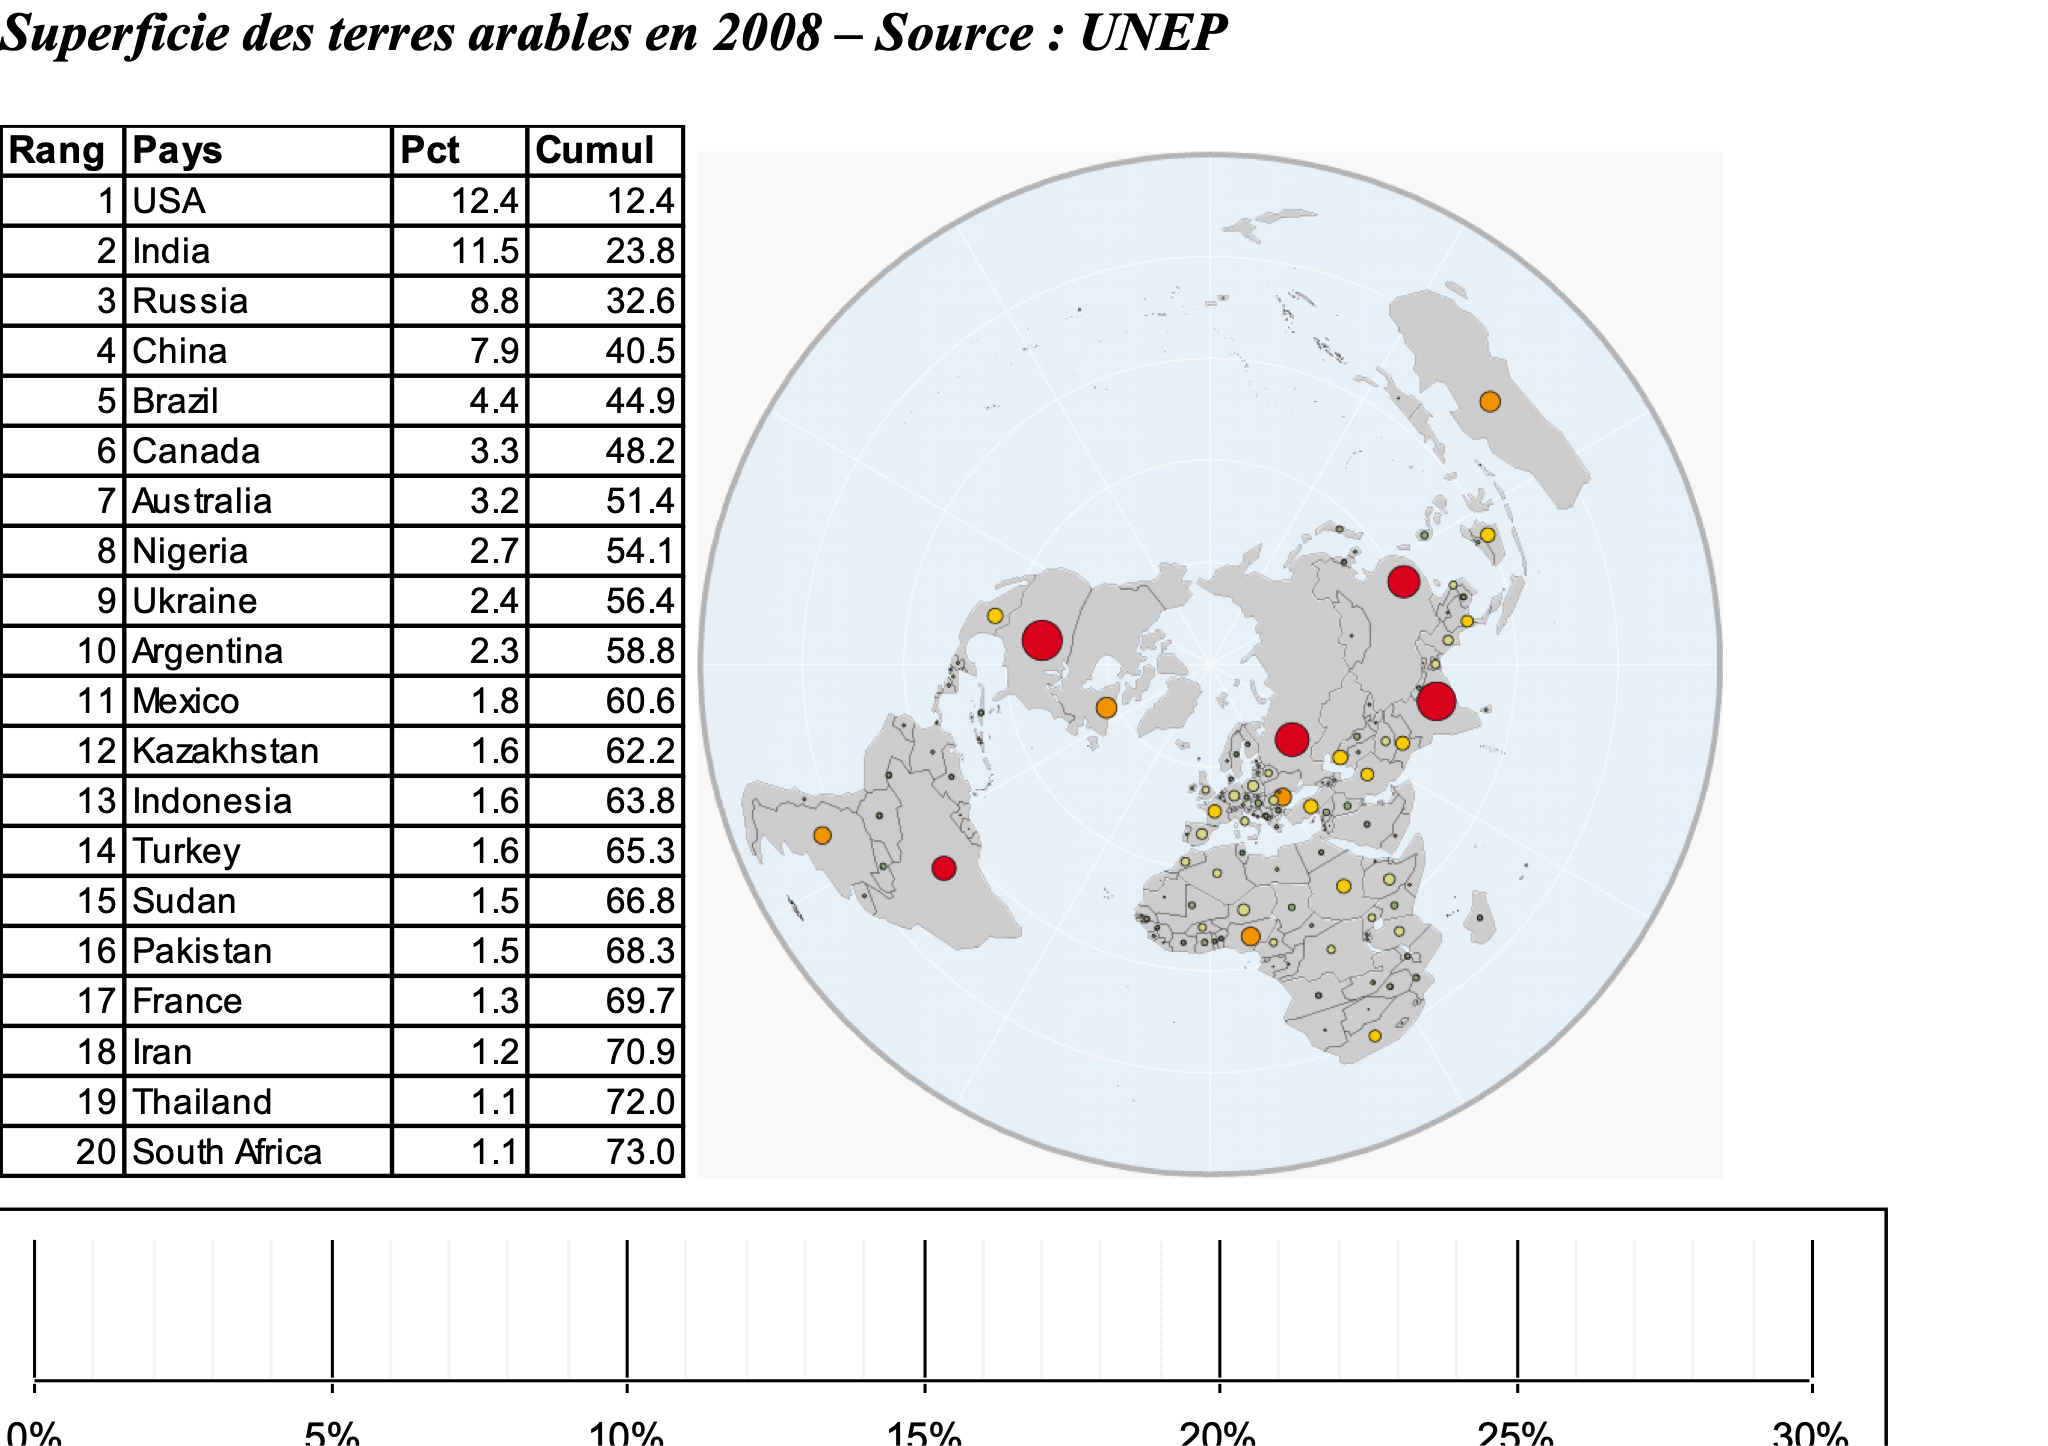 Superficie des terres arables en 2008 – Source : UNEP
Rang Pays Pct Cumul
1 USA 12.4 12.4
2 India 11.5 23.8
3 Russia 8.8 32.6
4 China 7.9 40.5
5 Brazil 4.4 44.9
6 Canada 3.3 48.2
7 Australia 3.2 51.4
8 Nigeria 2.7 54.1
9 Ukraine 2.4 56.4
10 Argentina 2.3 58.8
11 Mexico 1.8 60.6
12 Kazakhstan 1.6 62.2
13 Indonesia 1.6 63.8
14 Turkey 1.6 65.3
15 Sudan 1.5 66.8
16 Pakistan 1.5 68.3
17 France 1.3 69.7
18 Iran 1.2 70.9
19 Thailand 1.1 72.0
20 South Africa 1.1 73.0
0% 5% 10% 15% 20% 25% 30%